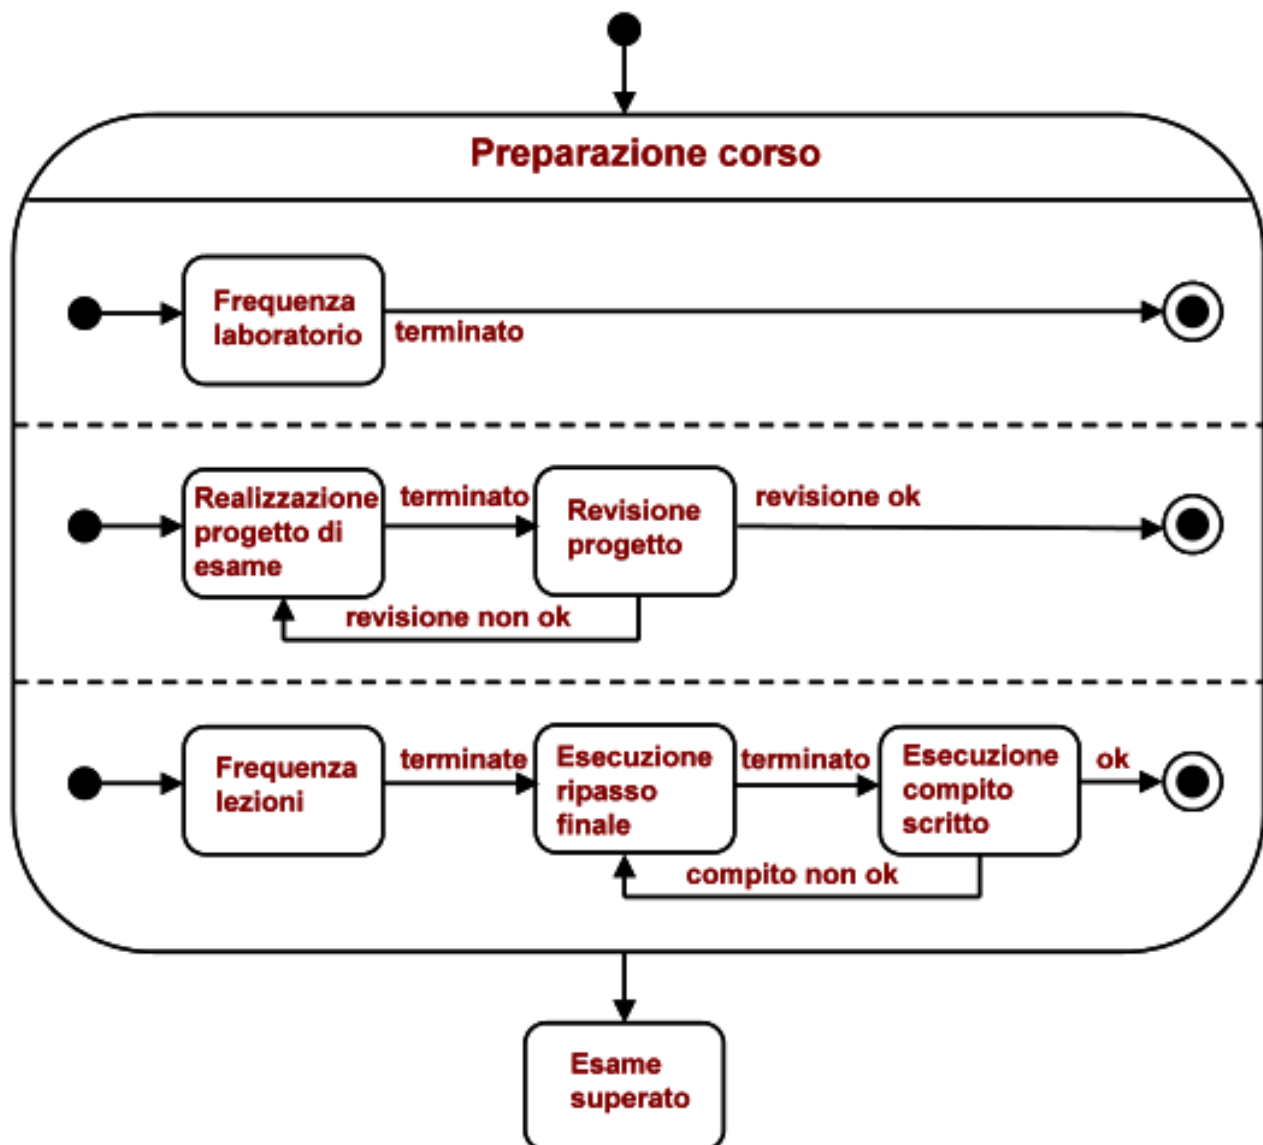 Preparazione corso
Frequenza
laboratorio
terminato
Realizzazione
progetto di
esame
terminato
Revisione
progetto
revisione ok
revisione non ok
Frequenza
lezioni
terminate
Esecuzione
ripasso
finale
terminato
Esecuzione
compito
scritto
ok
compito non ok
Esame
superato